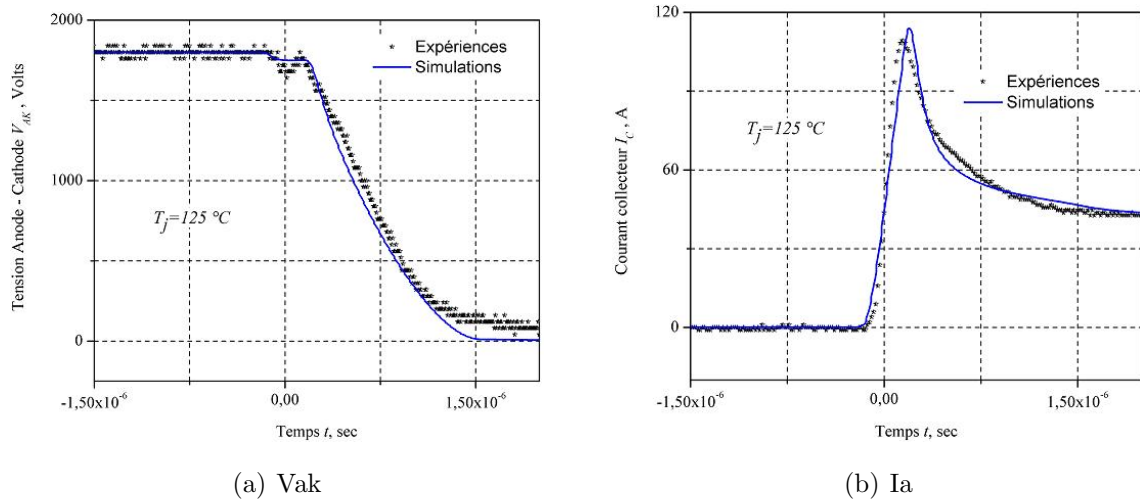 2000
1000
0
Tension Anode - Cathode V_AK, Volts
Expériences
Simulations
T_j=125 °C
-1,50x10^-6
0,00
1,50x10^-6
Temps t, sec
(a) Vak
120
60
30
0
Courant collecteur I_C, A
Expériences
Simulations
T_j=125 °C
-1,50x10^-6
0,00
1,50x10^-6
Temps t, sec
(b) Ia